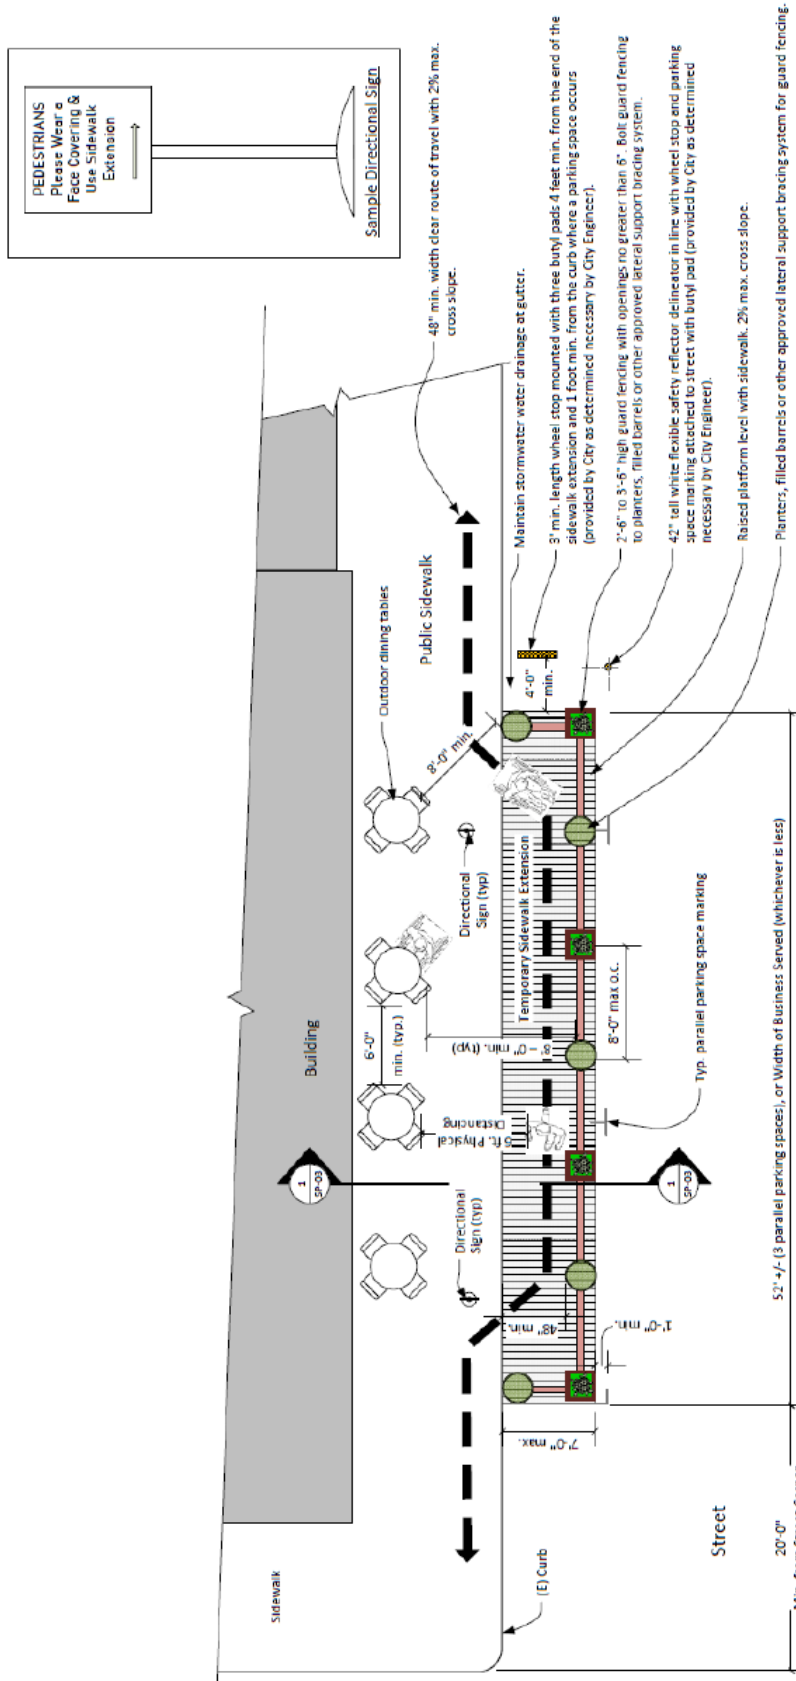 PEDESTRIANS
Please Wear a
Face Covering &
Use Sidewalk
Extension
Sample Directional Sign
48" min. width clear route of travel with 2% max.
cross slope.
Maintain stormwater water drainage at gutter.
3' min. length wheel stop mounted with three butyl pads 4 feet min. from the end of the
sidewalk extension and 1 foot min. from the curb where a parking space occurs
(provided by City as determined necessary by City Engineer).
2'-6" to 3'-6" high guard fencing with openings no greater than 6". Bolt guard fencing
to planters, filled barrels or other approved lateral support bracing system.
42" tall white flexible safety reflector delineator in line with wheel stop and parking
space marking attached to street with butyl pad (provided by City as determined
necessary by City Engineer).
Raised platform level with sidewalk. 2% max. cross slope.
Planters, filled barrels or other approved lateral support bracing system for guard fencing.
Public Sidewalk
Outdoor dining tables
4'-0"
min.
8'-0" min.
Directional
Sign (typ)
Temporary Sidewalk Extension
Building
6'-0"
min. (typ.)
8'-0" max o.c.
-0" min. (typ)
6 ft. Physical
Distancing
Typ. parallel parking space marking
1
SP-03
1
SP-03
Directional
Sign (typ)
48" min.
1'-0" min.
7'-0" max.
52' +/- (3 parallel parking spaces), or Width of Business Served (whichever is less)
Sidewalk
(E) Curb
Street
20'-0"